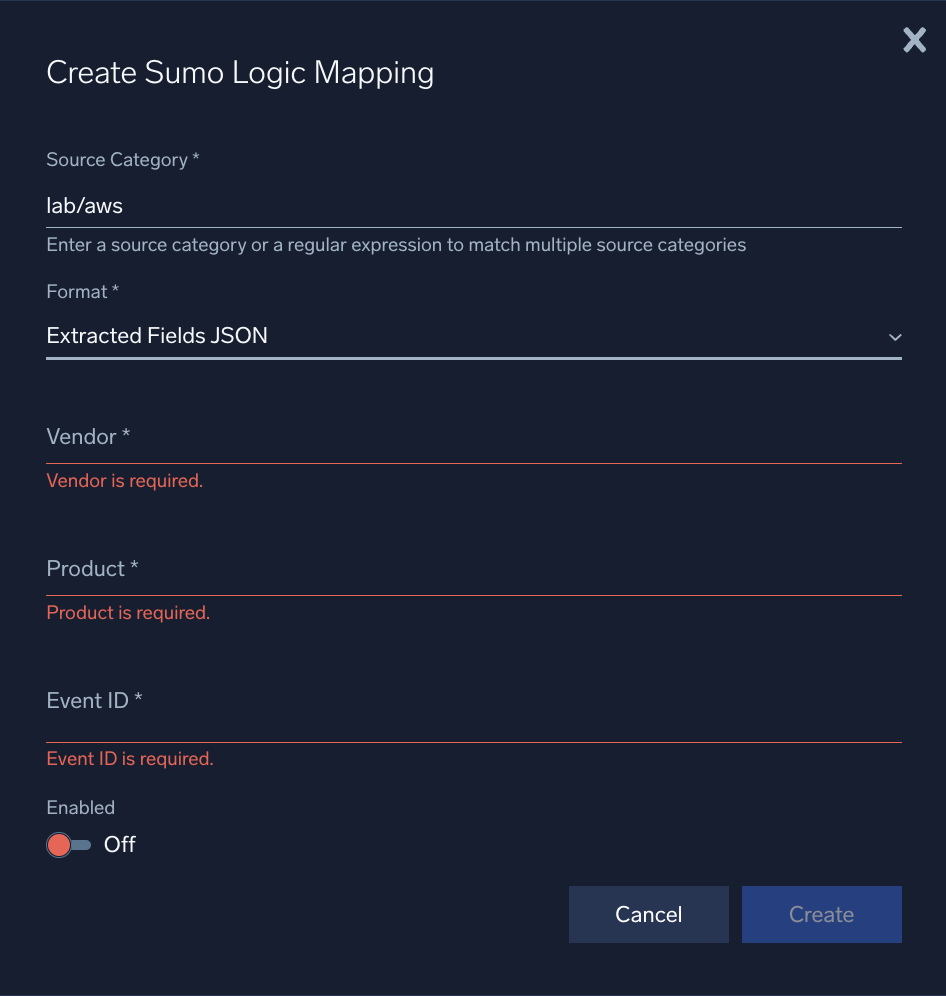 Create Sumo Logic Mapping
Source Category *
lab/aws
Enter a source category or a regular expression to match multiple source categories
Format *
Extracted Fields JSON
Vendor *
Vendor is required.
Product *
Product is required.
Event ID *
Event ID is required.
Enabled
Off
Cancel
Create